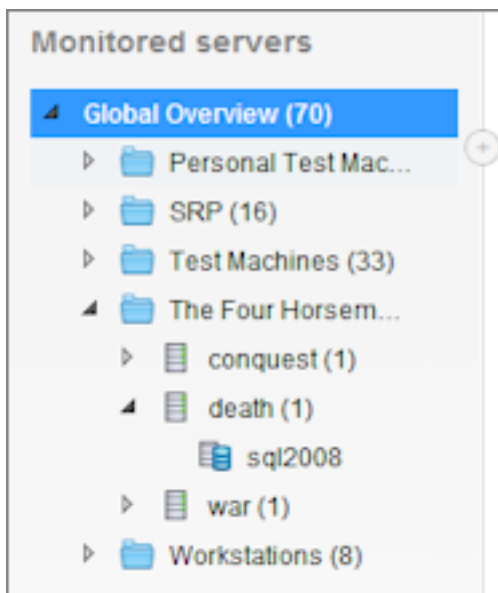 Monitored servers
Global Overview (70)
Personal Test Mac...
SRP (16)
Test Machines (33)
The Four Horsem...
conquest (1)
death (1)
sql2008
war (1)
Workstations (8)